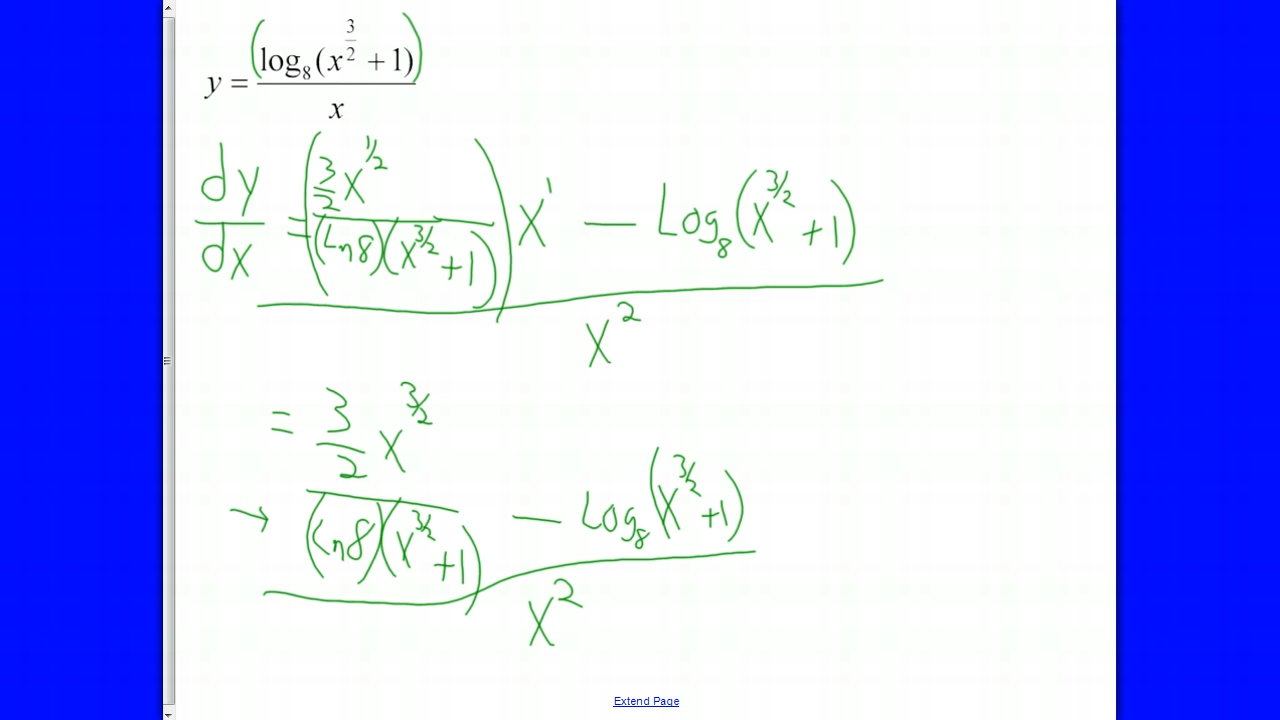 y = (log₈(x^(3/2) + 1)) / x
dy/dx = (((3/2)x^(1/2)) / ((Ln8)(x^(3/2) + 1))) x^1 — Log₈(x^(3/2) + 1)
x^2
= (3/2) x^(3/2)
→ (Ln8)(x^(3/2) + 1) — Log₈(x^(3/2) + 1)
x^2
Extend Page